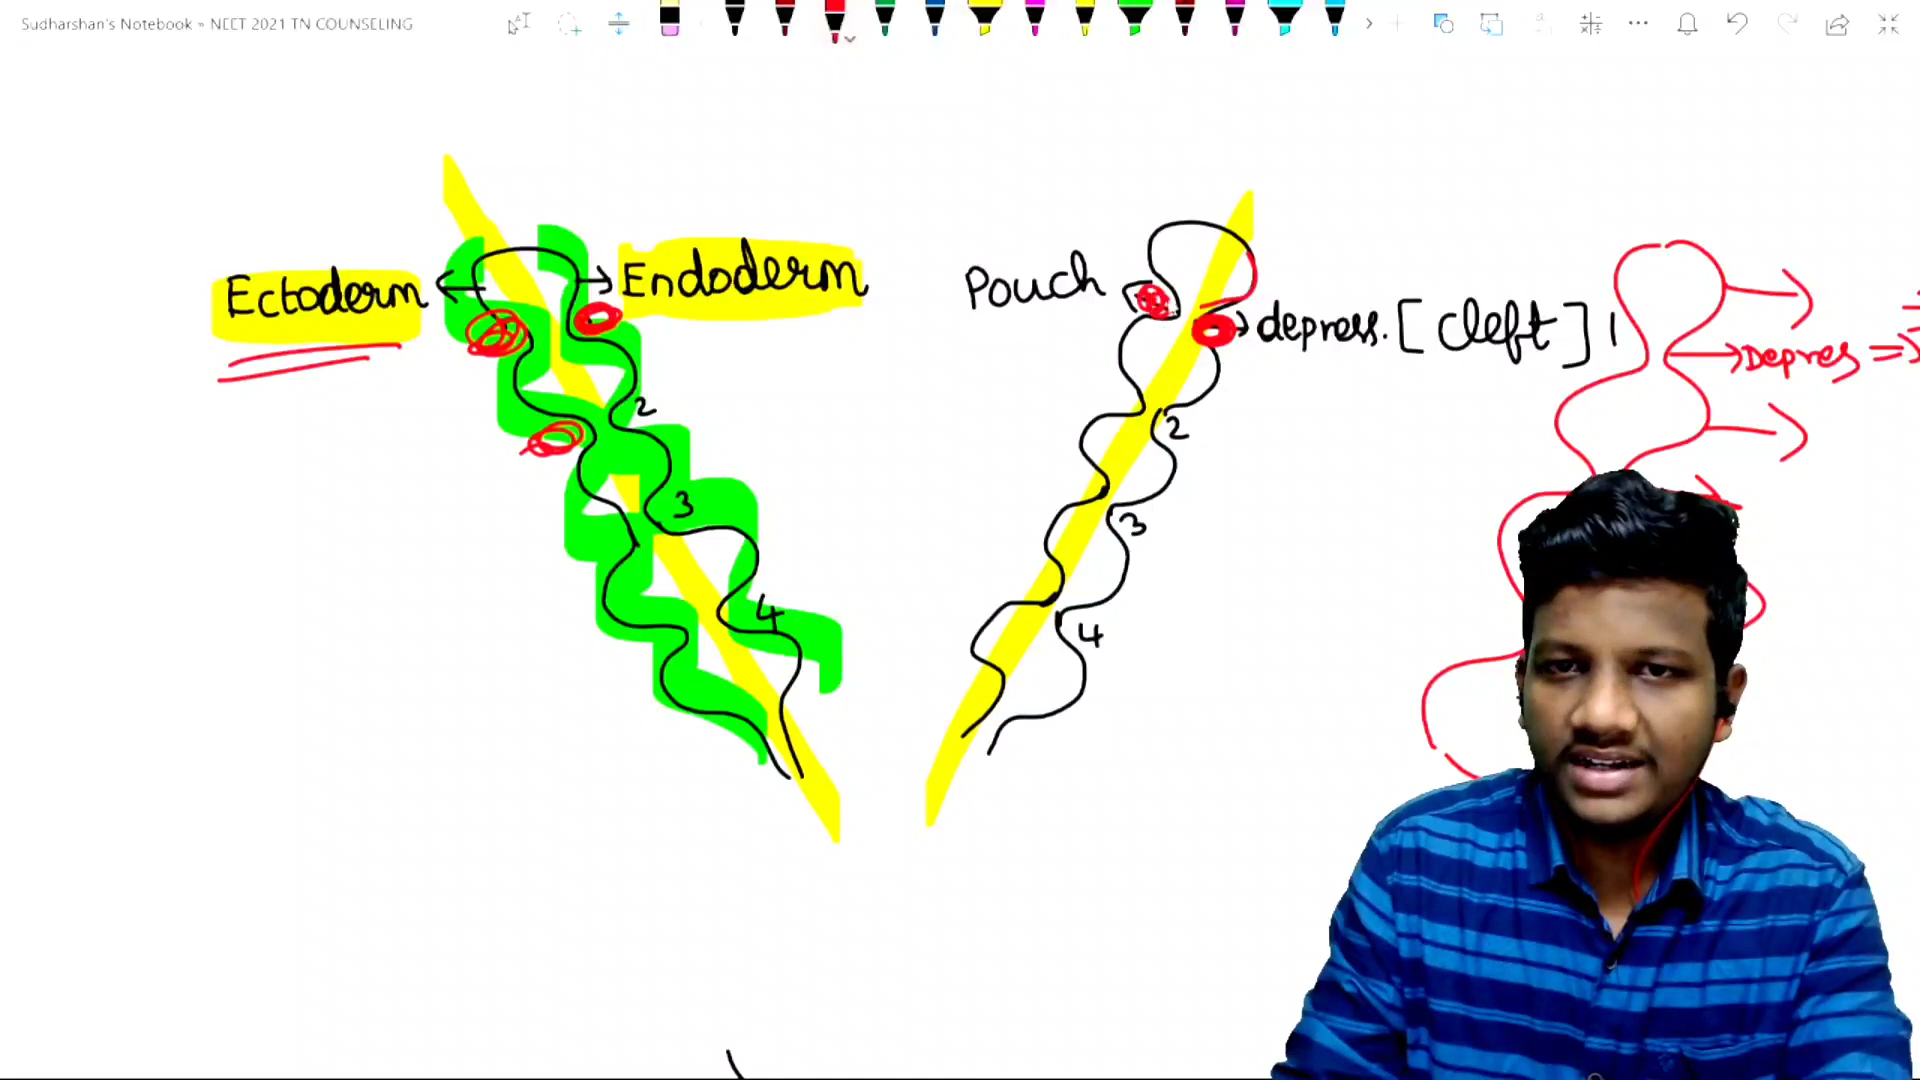 Sudharshan's Notebook » NEET 2021 TN COUNSELING
Ectoderm
Endoderm
2
3
4
Pouch
depress. [Cleft] 1
2
3
4
Depres =>